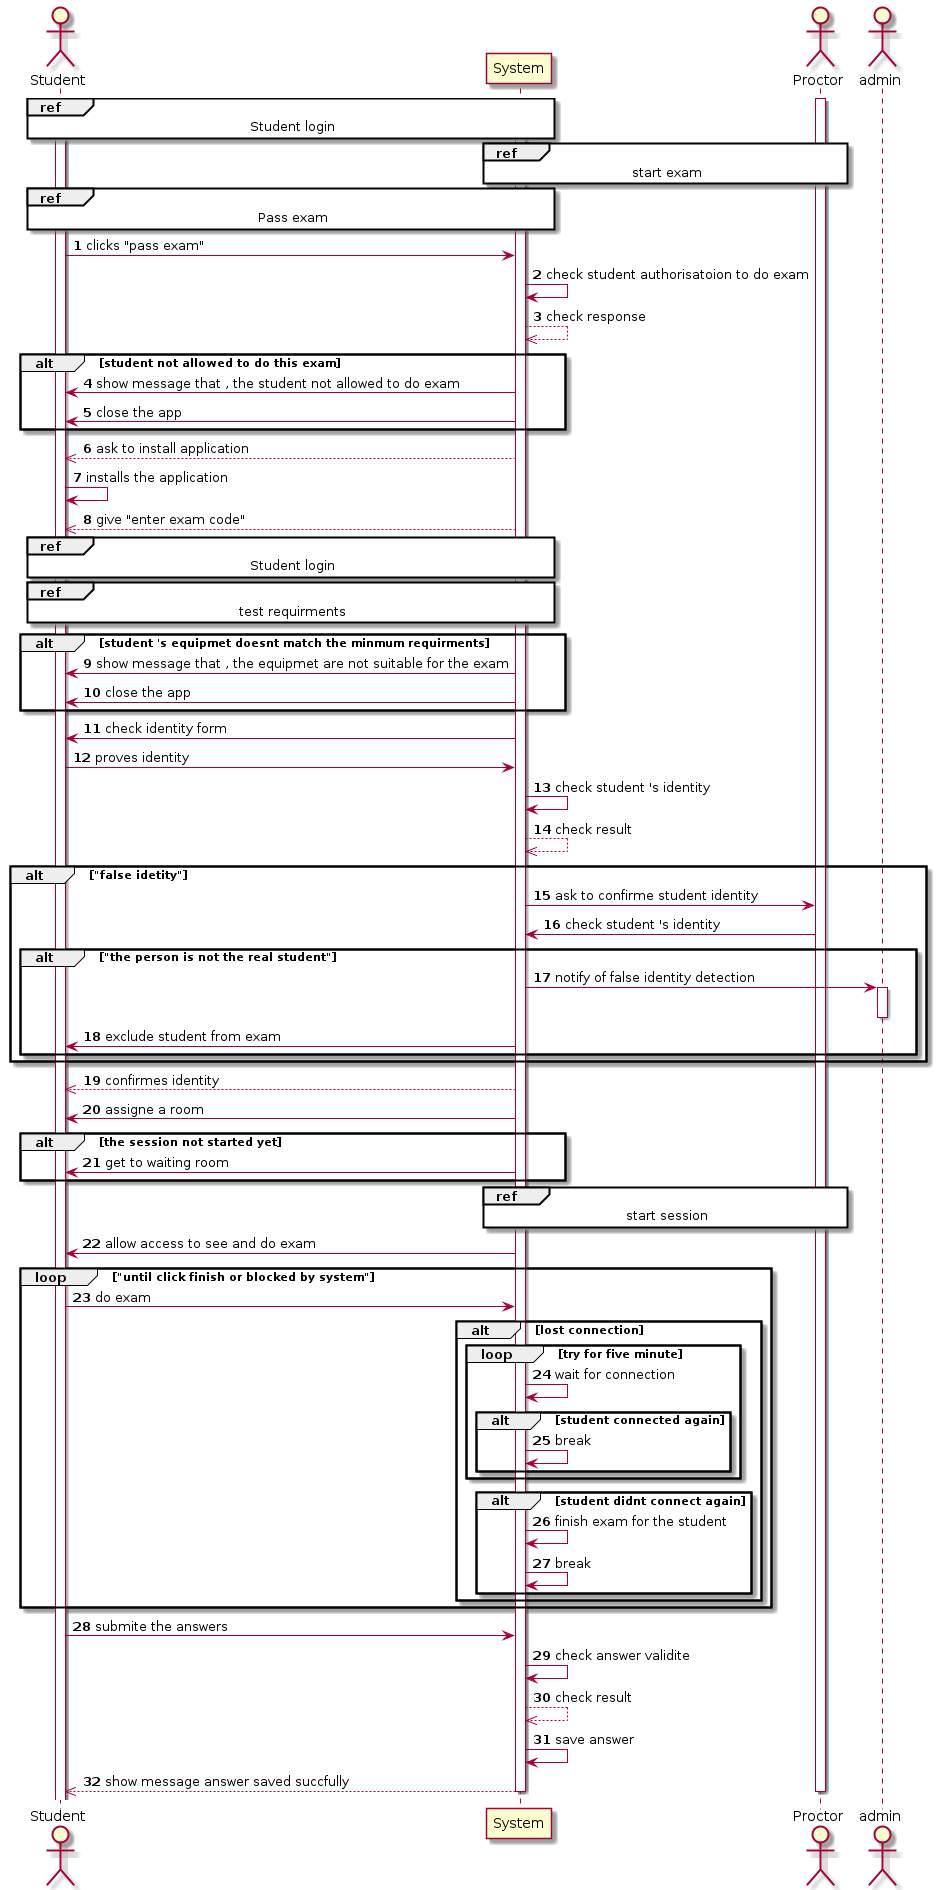 Student
System
Proctor
admin
ref
Student login
ref
start exam
ref
Pass exam
1 clicks "pass exam"
2 check student authorisatoion to do exam
3 check response
alt [student not allowed to do this exam]
4 show message that , the student not allowed to do exam
5 close the app
6 ask to install application
7 installs the application
8 give "enter exam code"
ref
Student login
ref
test requirments
alt [student 's equipmet doesnt match the minmum requirments]
9 show message that , the equipmet are not suitable for the exam
10 close the app
11 check identity form
12 proves identity
13 check student 's identity
14 check result
alt ["false idetity"]
15 ask to confirme student identity
16 check student 's identity
alt ["the person is not the real student"]
17 notify of false identity detection
18 exclude student from exam
19 confirmes identity
20 assigne a room
alt [the session not started yet]
21 get to waiting room
ref
start session
22 allow access to see and do exam
loop ["until click finish or blocked by system"]
23 do exam
alt [lost connection]
loop [try for five minute]
24 wait for connection
alt [student connected again]
25 break
alt [student didnt connect again]
26 finish exam for the student
27 break
28 submite the answers
29 check answer validite
30 check result
31 save answer
32 show message answer saved succfully
Student
System
Proctor
admin